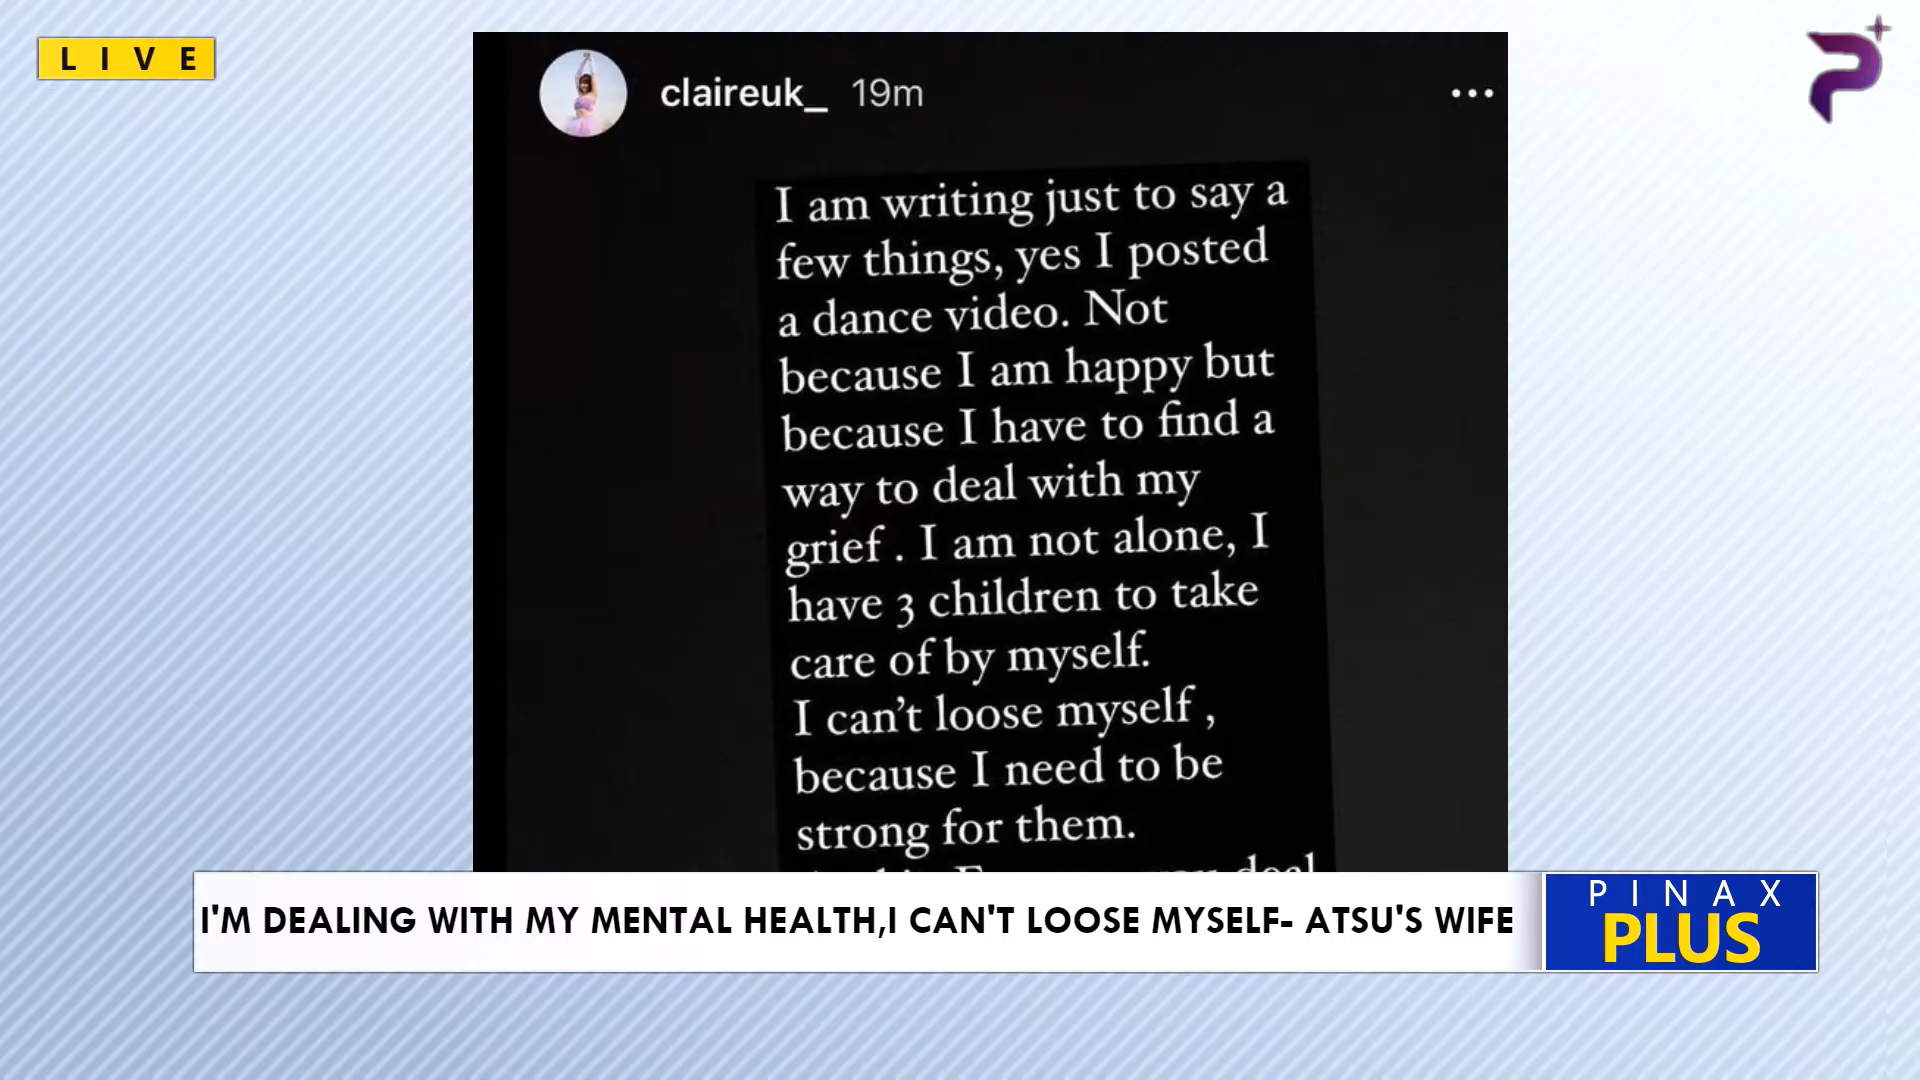 LIVE
claireuk_ 19m
I am writing just to say a
few things, yes I posted
a dance video. Not
because I am happy but
because I have to find a
way to deal with my
grief . I am not alone, I
have 3 children to take
care of by myself.
I can’t loose myself ,
because I need to be
strong for them.
deal
I'M DEALING WITH MY MENTAL HEALTH,I CAN'T LOOSE MYSELF- ATSU'S WIFE
PINAX
PLUS